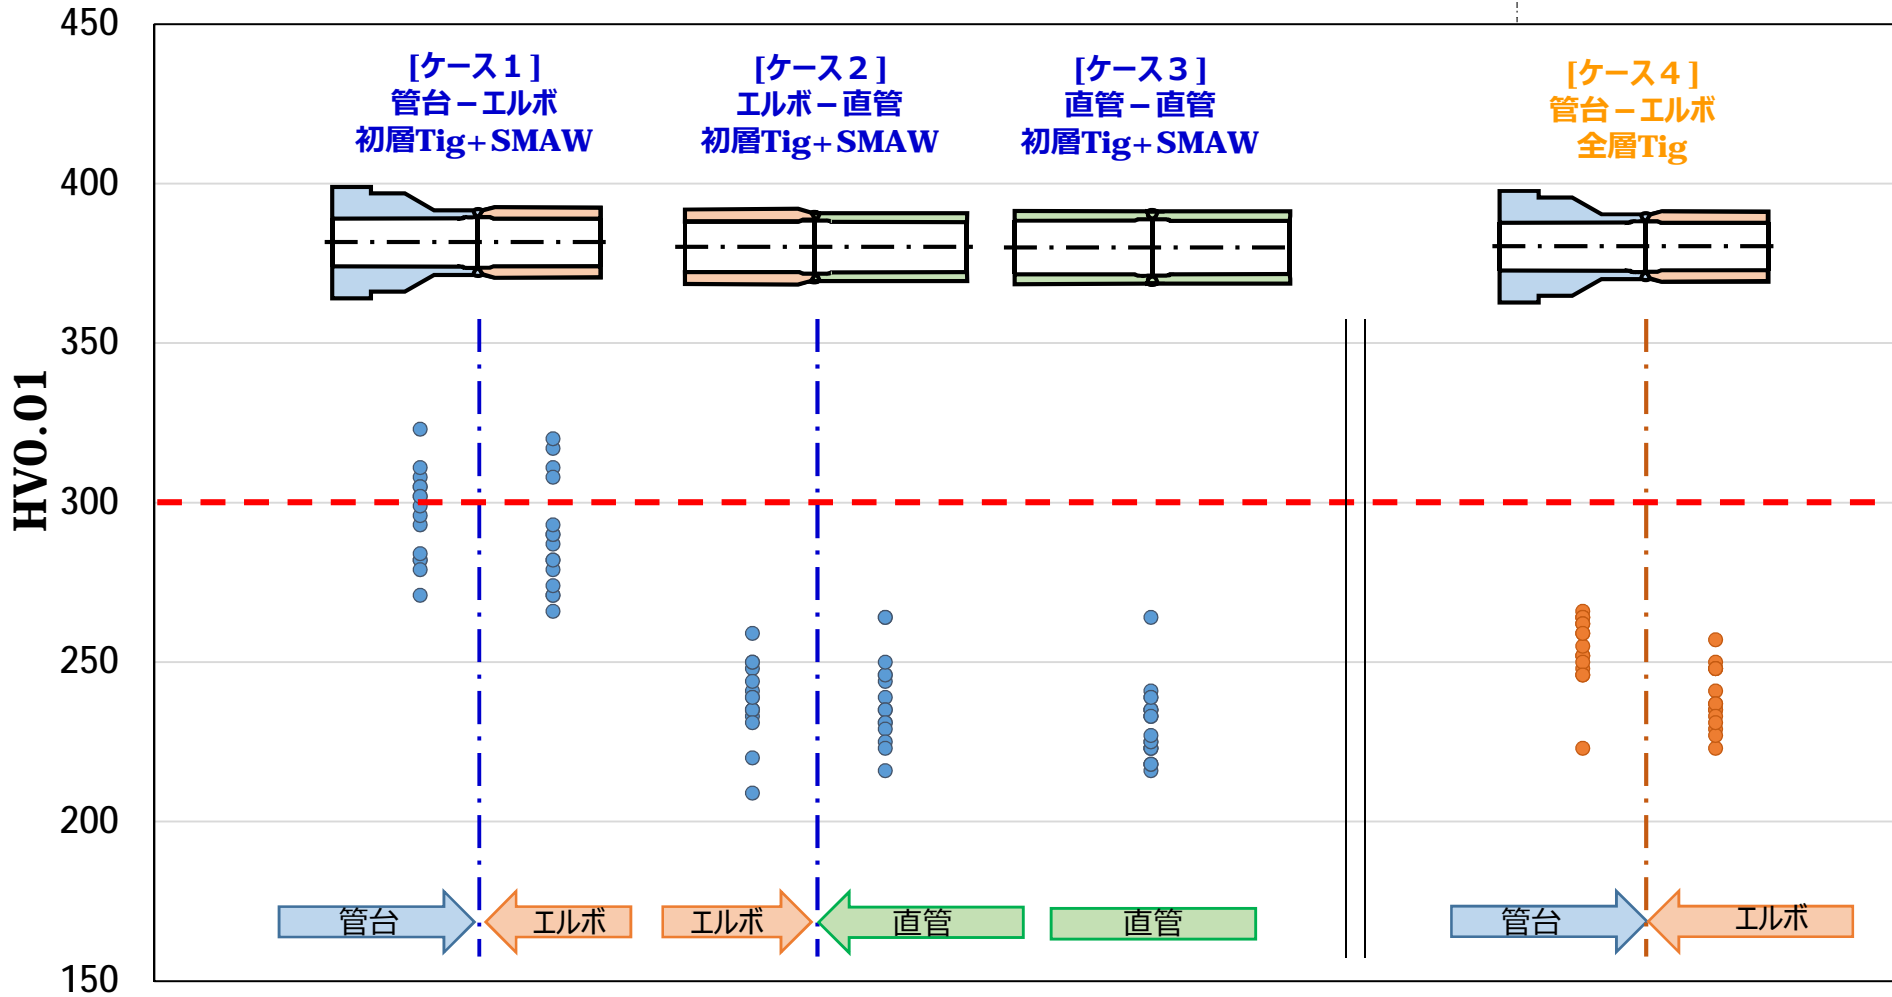 450
400
350
300
250
200
150
HV0.01
[ケース１]
管台－エルボ
初層Tig+SMAW
[ケース２]
エルボ－直管
初層Tig+SMAW
[ケース３]
直管－直管
初層Tig+SMAW
[ケース４]
管台－エルボ
全層Tig
管台
エルボ
エルボ
直管
直管
管台
エルボ